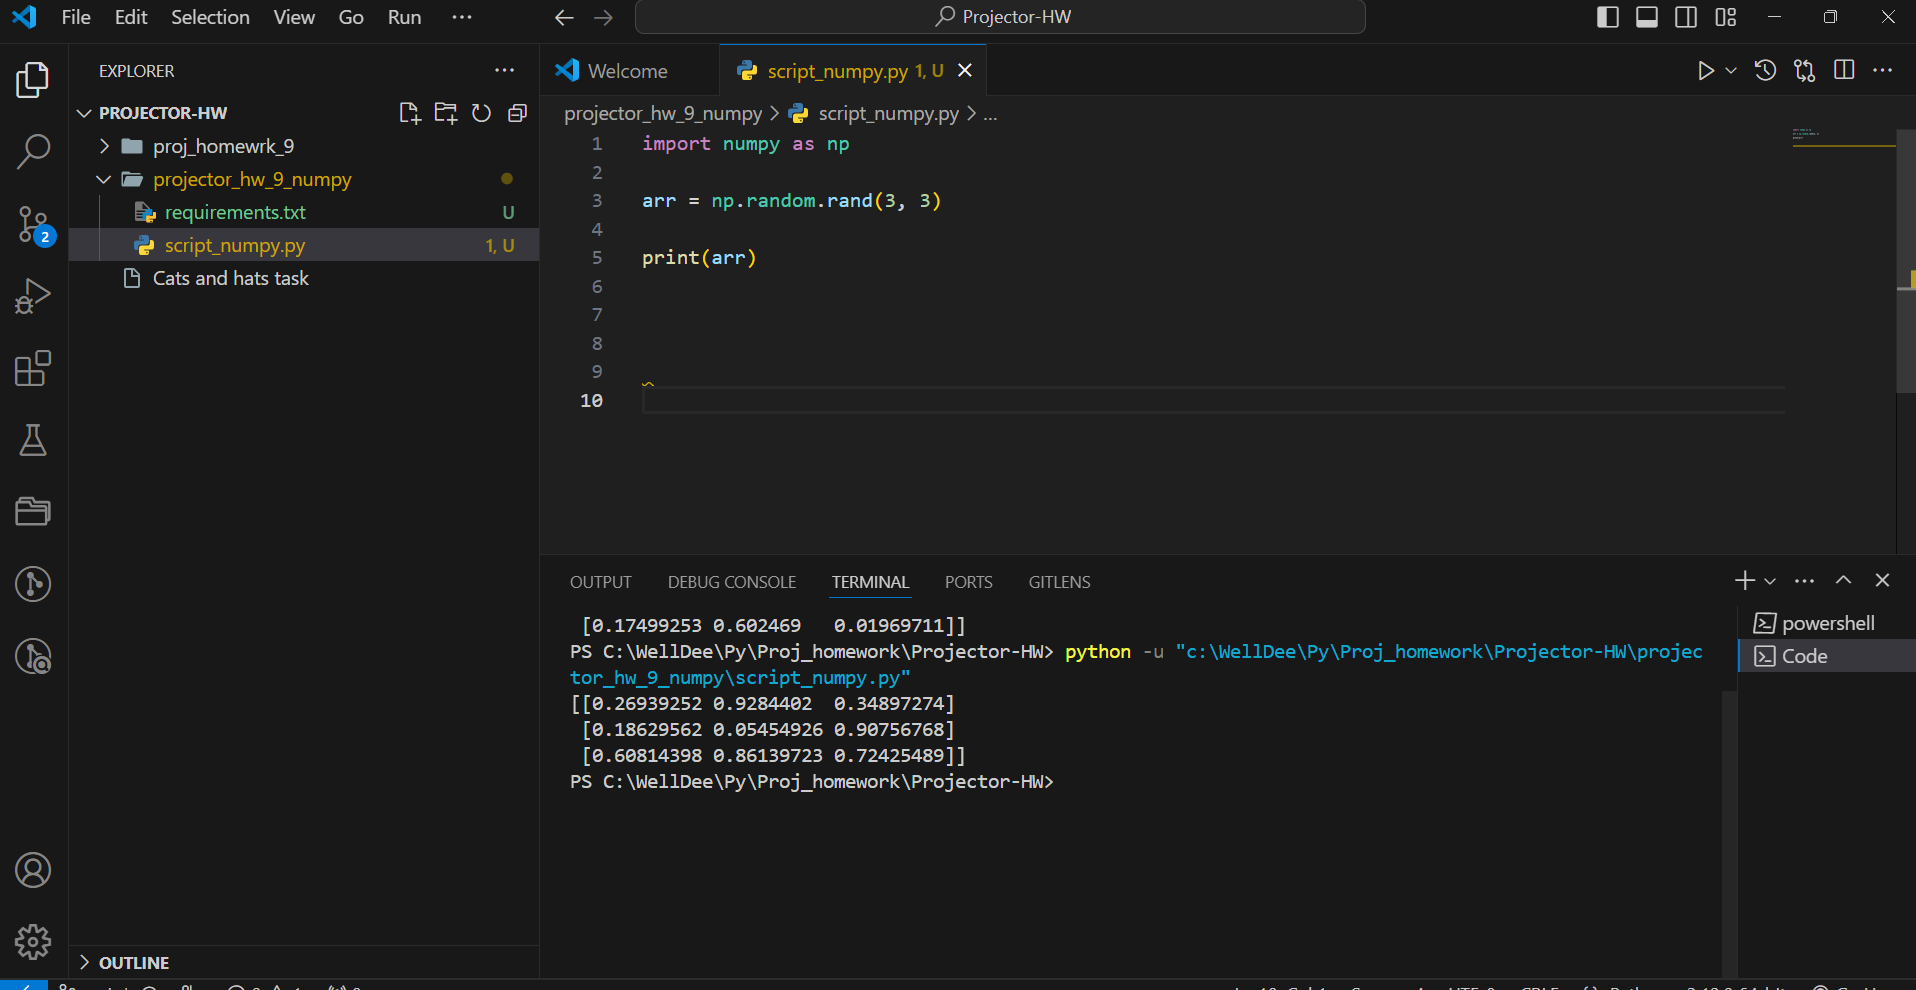 File Edit Selection View Go Run ···
Projector-HW
EXPLORER
PROJECTOR-HW
proj_homewrk_9
projector_hw_9_numpy
requirements.txt U
script_numpy.py 1, U
Cats and hats task
OUTLINE
2
Welcome
script_numpy.py 1, U
projector_hw_9_numpy > script_numpy.py > ...
1 import numpy as np
2
3 arr = np.random.rand(3, 3)
4
5 print(arr)
6
7
8
9
10
OUTPUT DEBUG CONSOLE TERMINAL PORTS GITLENS
[0.17499253 0.602469   0.01969711]]
PS C:\WellDee\Py\Proj_homework\Projector-HW> python -u "c:\WellDee\Py\Proj_homework\Projector-HW\projec
tor_hw_9_numpy\script_numpy.py"
[[0.26939252 0.9284402  0.34897274]
[0.18629562 0.05454926 0.90756768]
[0.60814398 0.86139723 0.72425489]]
PS C:\WellDee\Py\Proj_homework\Projector-HW>
powershell
Code